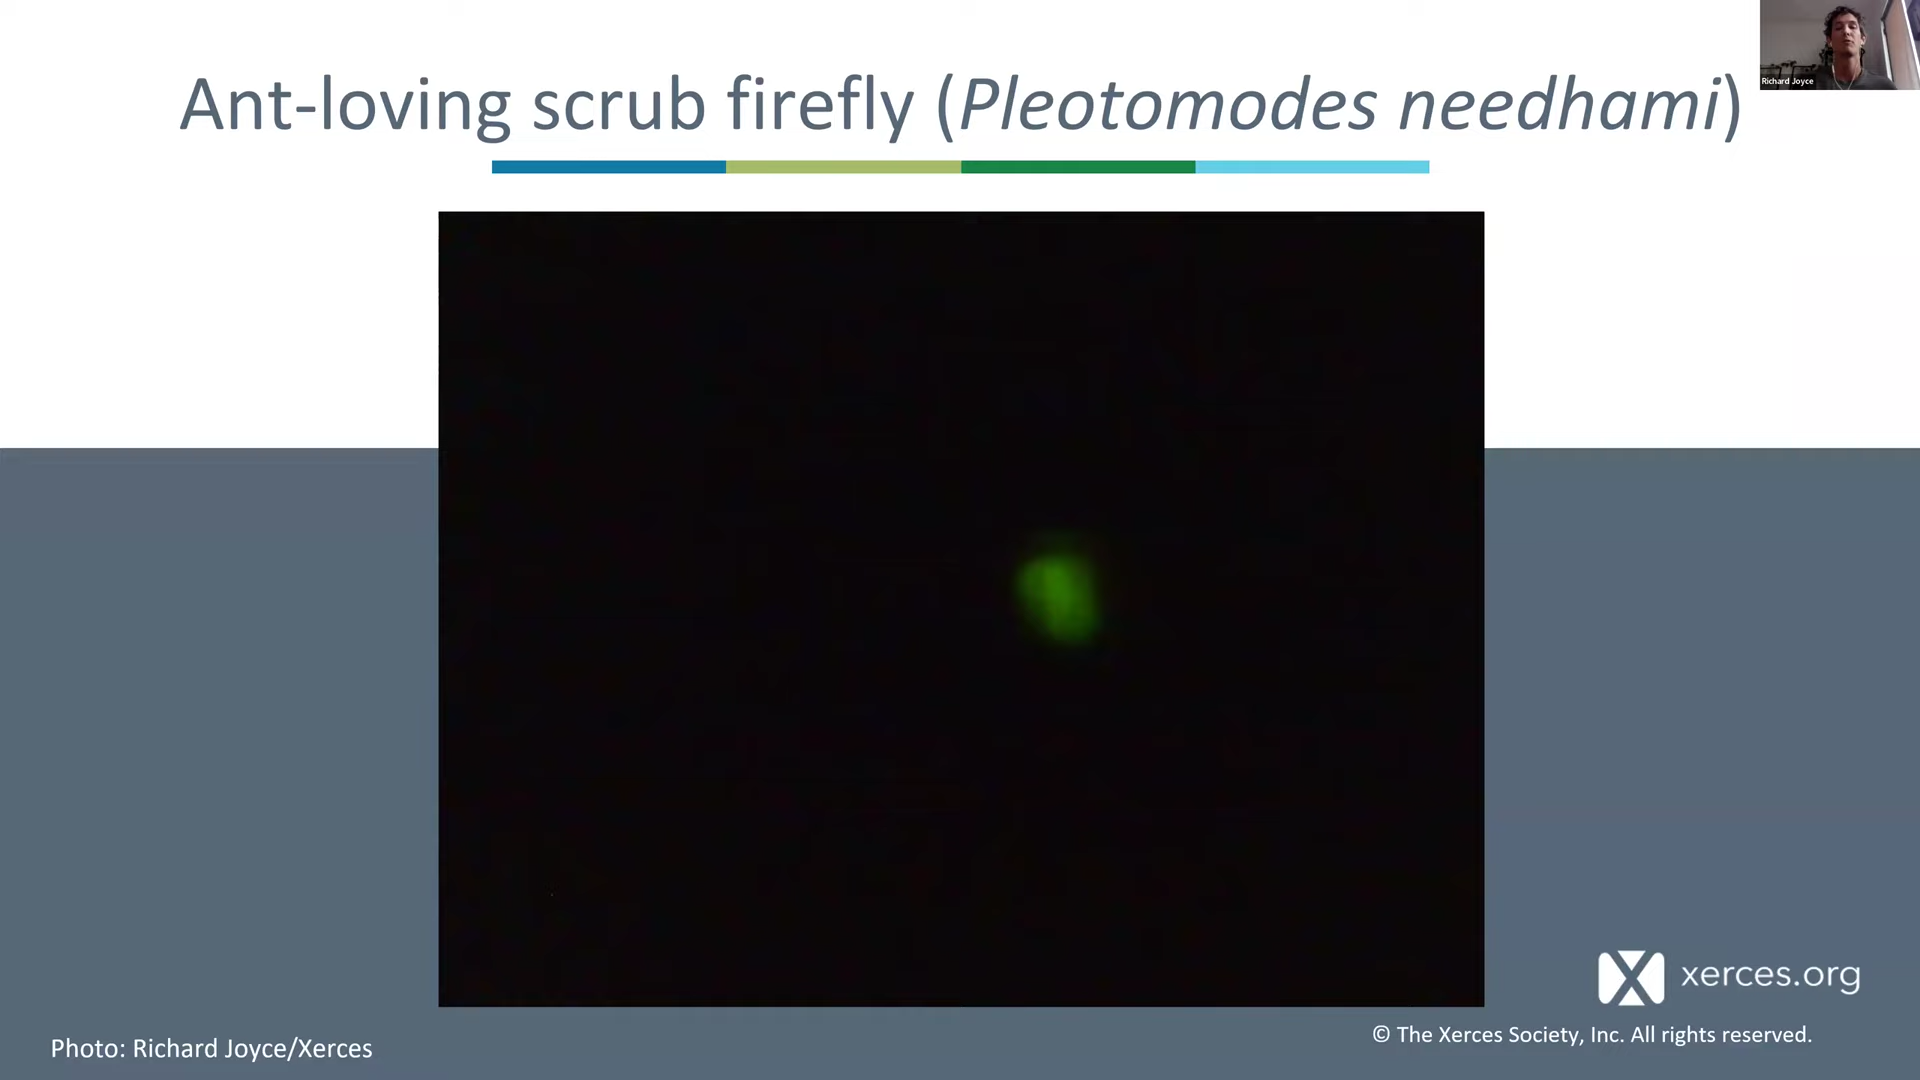 Ant-loving scrub firefly (Pleotomodes needhami)
Richard Joyce
xerces.org
© The Xerces Society, Inc. All rights reserved.
Photo: Richard Joyce/Xerces